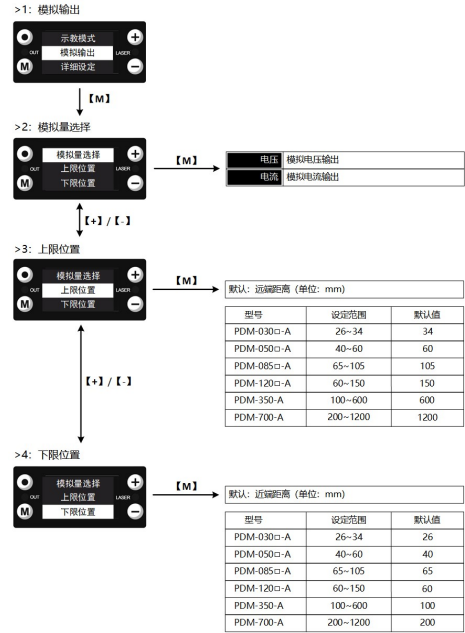 >1: 模拟输出
示教模式
OUT 模拟输出 LASER
M 详细设定
【M】
>2: 模拟量选择
模拟量选择
OUT 上限位置 LASER
M 下限位置
【M】
电压 模拟电压输出
电流 模拟电流输出
【+】/【-】
>3: 上限位置
模拟量选择
OUT 上限位置 LASER
M 下限位置
【M】
默认: 远端距离 (单位: mm)
型号 设定范围 默认值
PDM-030□-A 26~34 34
PDM-050□-A 40~60 60
PDM-085□-A 65~105 105
PDM-120□-A 60~150 150
PDM-350-A 100~600 600
PDM-700-A 200~1200 1200
【+】/【-】
>4: 下限位置
模拟量选择
OUT 上限位置 LASER
M 下限位置
【M】
默认: 近端距离 (单位: mm)
型号 设定范围 默认值
PDM-030□-A 26~34 26
PDM-050□-A 40~60 40
PDM-085□-A 65~105 65
PDM-120□-A 60~150 60
PDM-350-A 100~600 100
PDM-700-A 200~1200 200